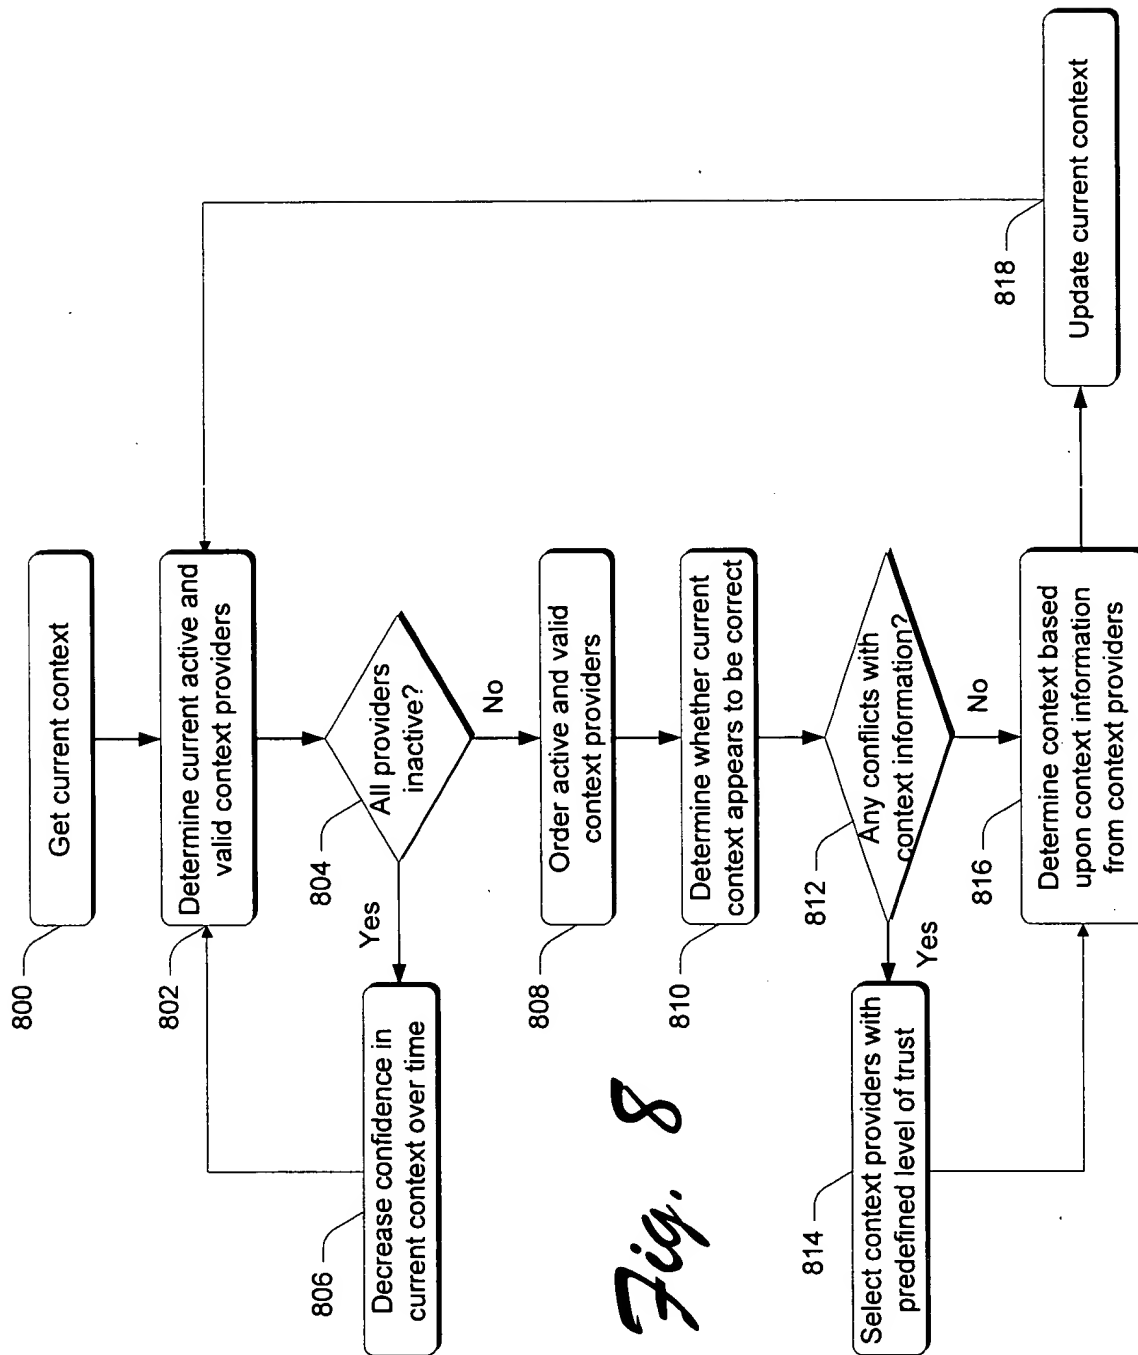 800
Get current context
802
Determine current active and
valid context providers
804
All providers
inactive?
Yes
No
806
Decrease confidence in
current context over time
808
Order active and valid
context providers
810
Determine whether current
context appears to be correct
812
Any conflicts with
context information?
Yes
No
814
Select context providers with
predefined level of trust
816
Determine context based
upon context information
from context providers
818
Update current context
Fig. 8